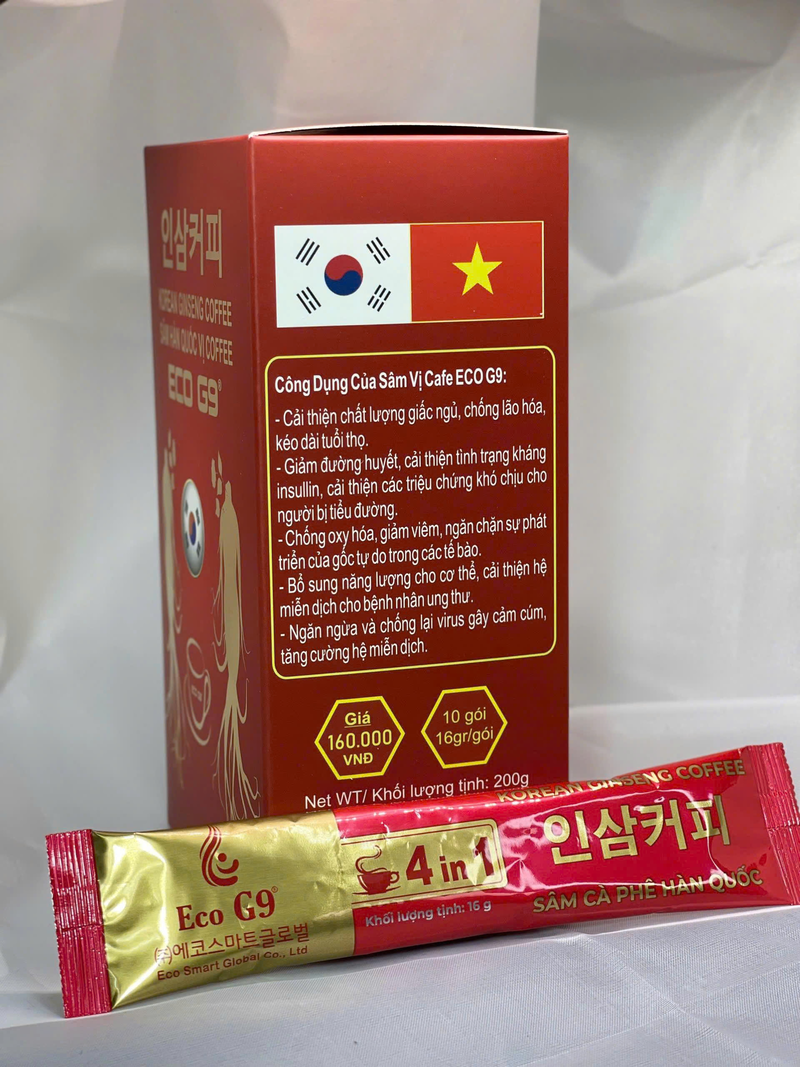 인삼커피
KOREAN GINSENG COFFEE
SÂM HÀN QUỐC VỊ COFFEE
ECO G9®
Công Dụng Của Sâm Vị Cafe ECO G9:
- Cải thiện chất lượng giấc ngủ, chống lão hóa,
kéo dài tuổi thọ.
- Giảm đường huyết, cải thiện tình trạng kháng
insullin, cải thiện các triệu chứng khó chịu cho
người bị tiểu đường.
- Chống oxy hóa, giảm viêm, ngăn chặn sự phát
triển của gốc tự do trong các tế bào.
- Bổ sung năng lượng cho cơ thể, cải thiện hệ
miễn dịch cho bệnh nhân ung thư.
- Ngăn ngừa và chống lại virus gây cảm cúm,
tăng cường hệ miễn dịch.
Giá
160.000
VNĐ
10 gói
16gr/gói
Net WT/ Khối lượng tịnh: 200g
Eco G9®
(주)에코스마트글로벌
Eco Smart Global Co., Ltd
4 in 1
Khối lượng tịnh: 16 g
KOREAN GINSENG COFFEE
인삼커피
SÂM CÀ PHÊ HÀN QUỐC